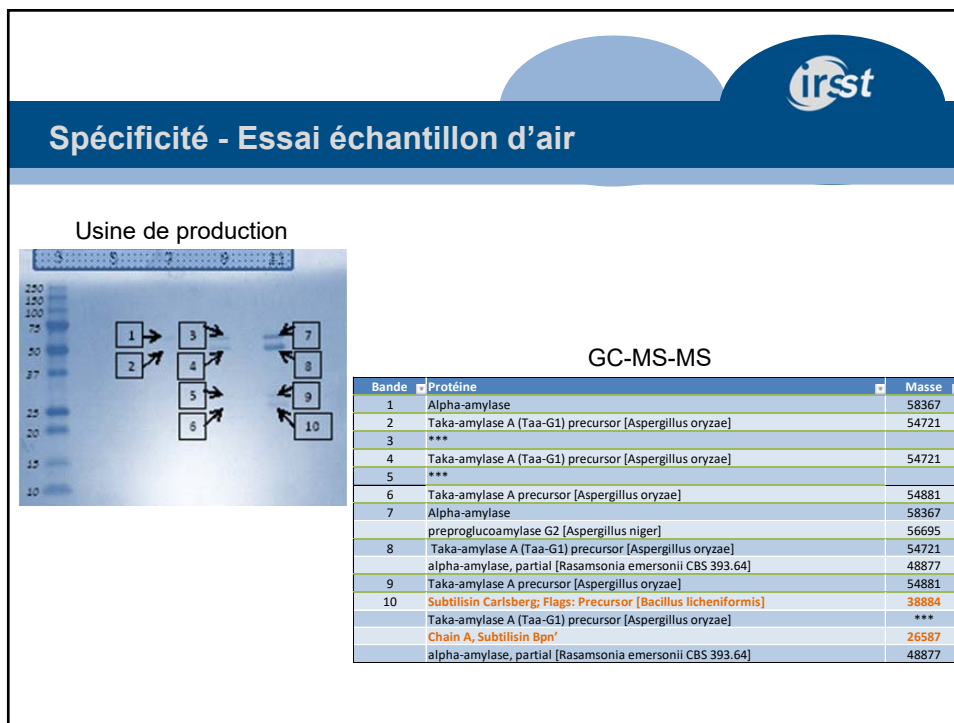 irsst
Spécificité - Essai échantillon d'air
Usine de production
3 5 7 9 11
250
150
100
75
50
37
25
20
15
10
1 3 7
2 4 8
5 9
6 10
GC-MS-MS
Bande Protéine Masse
1 Alpha-amylase 58367
2 Taka-amylase A (Taa-G1) precursor [Aspergillus oryzae] 54721
3 ***
4 Taka-amylase A (Taa-G1) precursor [Aspergillus oryzae] 54721
5 ***
6 Taka-amylase A precursor [Aspergillus oryzae] 54881
7 Alpha-amylase 58367
preproglucoamylase G2 [Aspergillus niger] 56695
8 Taka-amylase A (Taa-G1) precursor [Aspergillus oryzae] 54721
alpha-amylase, partial [Rasamsonia emersonii CBS 393.64] 48877
9 Taka-amylase A precursor [Aspergillus oryzae] 54881
10 Subtilisin Carlsberg; Flags: Precursor [Bacillus licheniformis] 38884
Taka-amylase A (Taa-G1) precursor [Aspergillus oryzae] ***
Chain A, Subtilisin Bpn' 26587
alpha-amylase, partial [Rasamsonia emersonii CBS 393.64] 48877